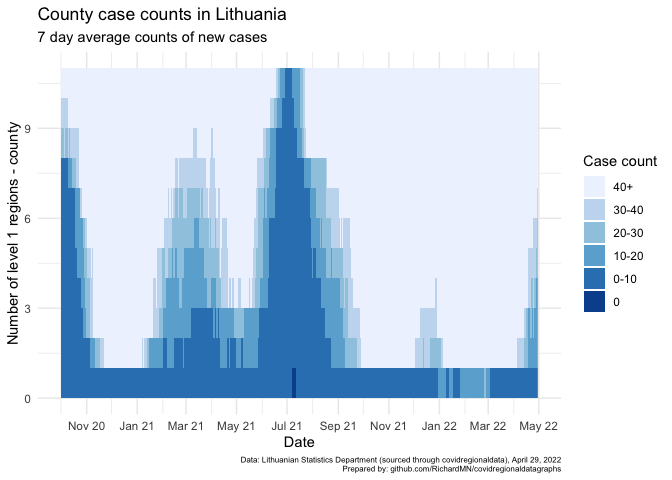 County case counts in Lithuania
7 day average counts of new cases
Number of level 1 regions - county
9
6
3
0
Nov 20 Jan 21 Mar 21 May 21 Jul 21 Sep 21 Nov 21 Jan 22 Mar 22 May 22
Date
Case count
40+
30-40
20-30
10-20
0-10
0
Data: Lithuanian Statistics Department (sourced through covidregionaldata), April 29, 2022
Prepared by: github.com/RichardMN/covidregionaldatagraphs